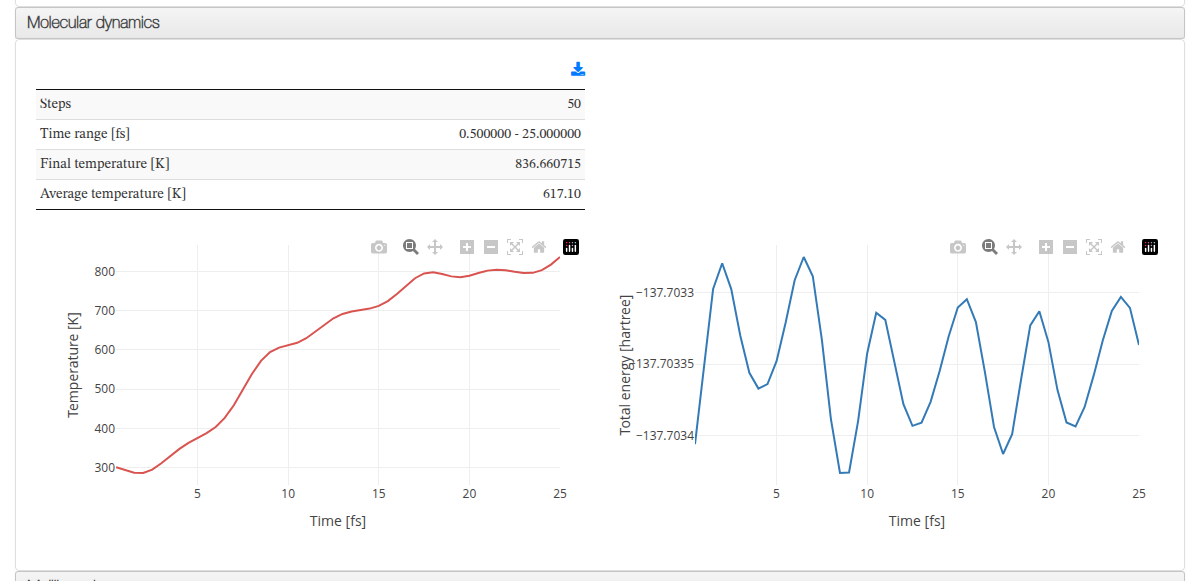 Molecular dynamics
Steps 50
Time range [fs] 0.500000 - 25.000000
Final temperature [K] 836.660715
Average temperature [K] 617.10
Temperature [K]
800
700
600
500
400
300
5 10 15 20 25
Time [fs]
Total energy [hartree]
−137.7033
−137.70335
−137.7034
5 10 15 20 25
Time [fs]